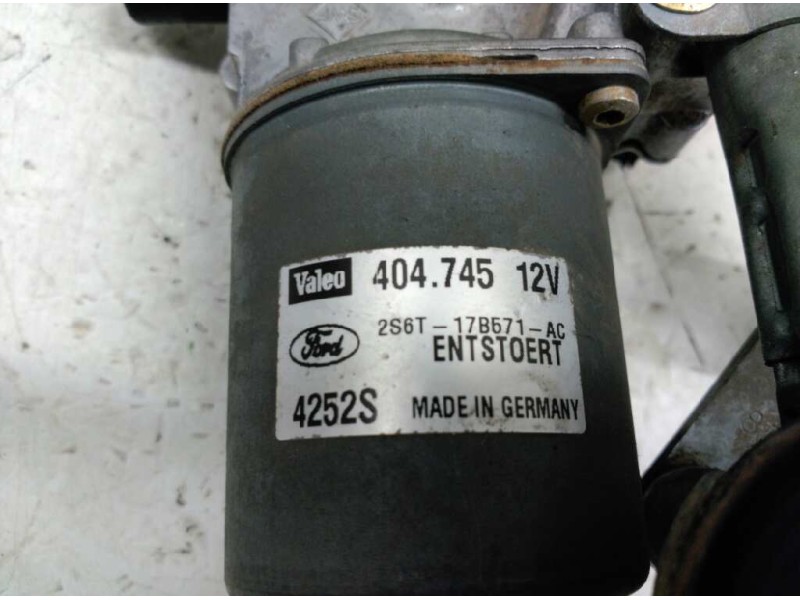 Valeo 404.745 12V
Ford 2S6T-17B571-AC
ENTSTOERT
4252S MADE IN GERMANY